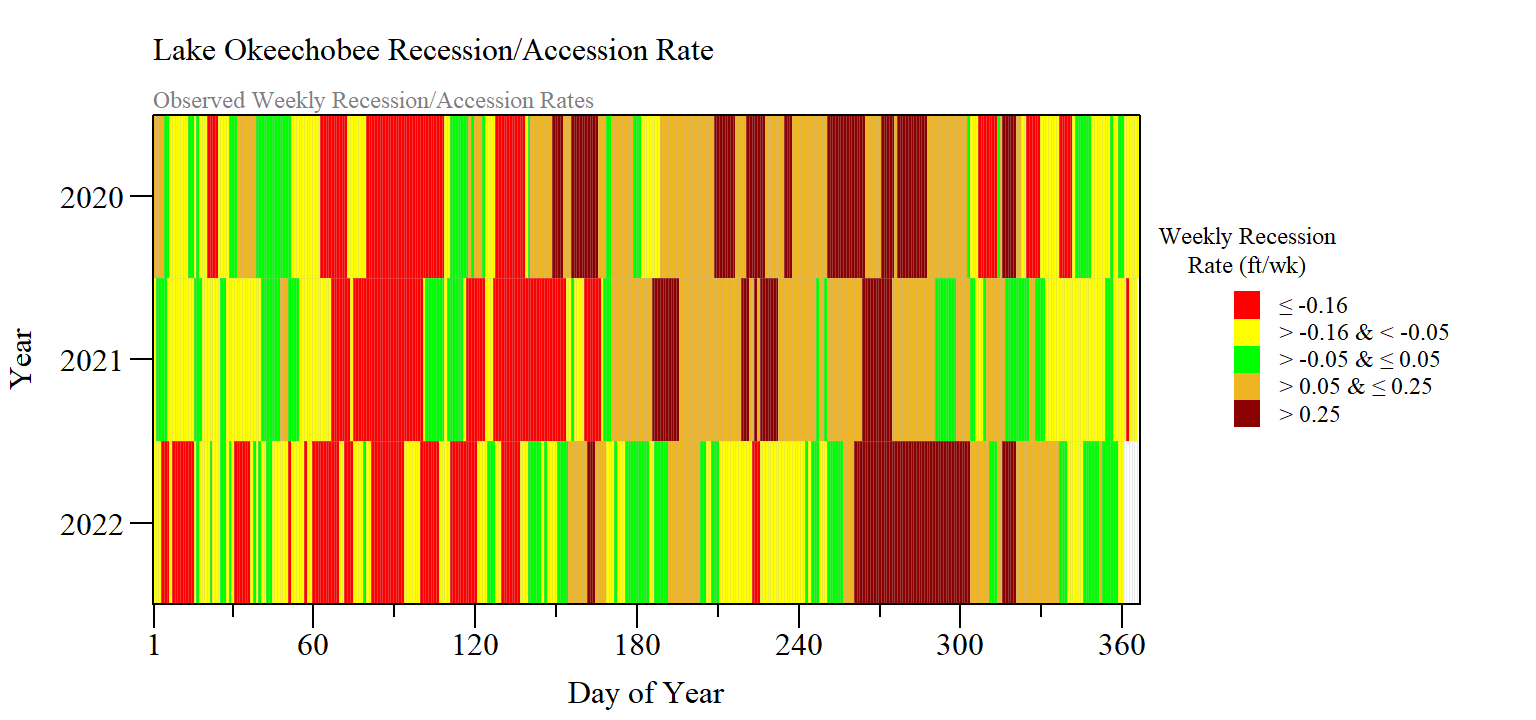 Lake Okeechobee Recession/Accession Rate
Observed Weekly Recession/Accession Rates
2020
2021
2022
Year
1 60 120 180 240 300 360
Day of Year
Weekly Recession
Rate (ft/wk)
≤ -0.16
> -0.16 & < -0.05
> -0.05 & ≤ 0.05
> 0.05 & ≤ 0.25
> 0.25